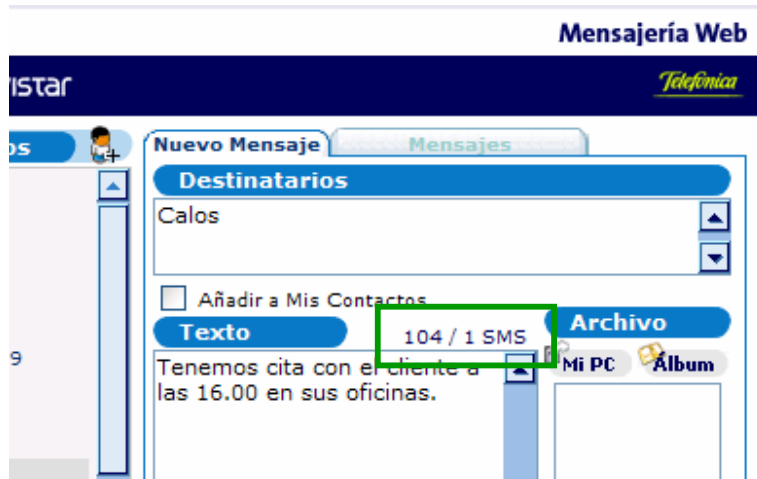 Mensajería Web
istar
Telefónica
os
Nuevo Mensaje
Mensajes
Destinatarios
Calos
Añadir a Mis Contactos
Texto
104 / 1 SMS
Archivo
9
Tenemos cita con el cliente a
las 16.00 en sus oficinas.
Mi PC
Álbum